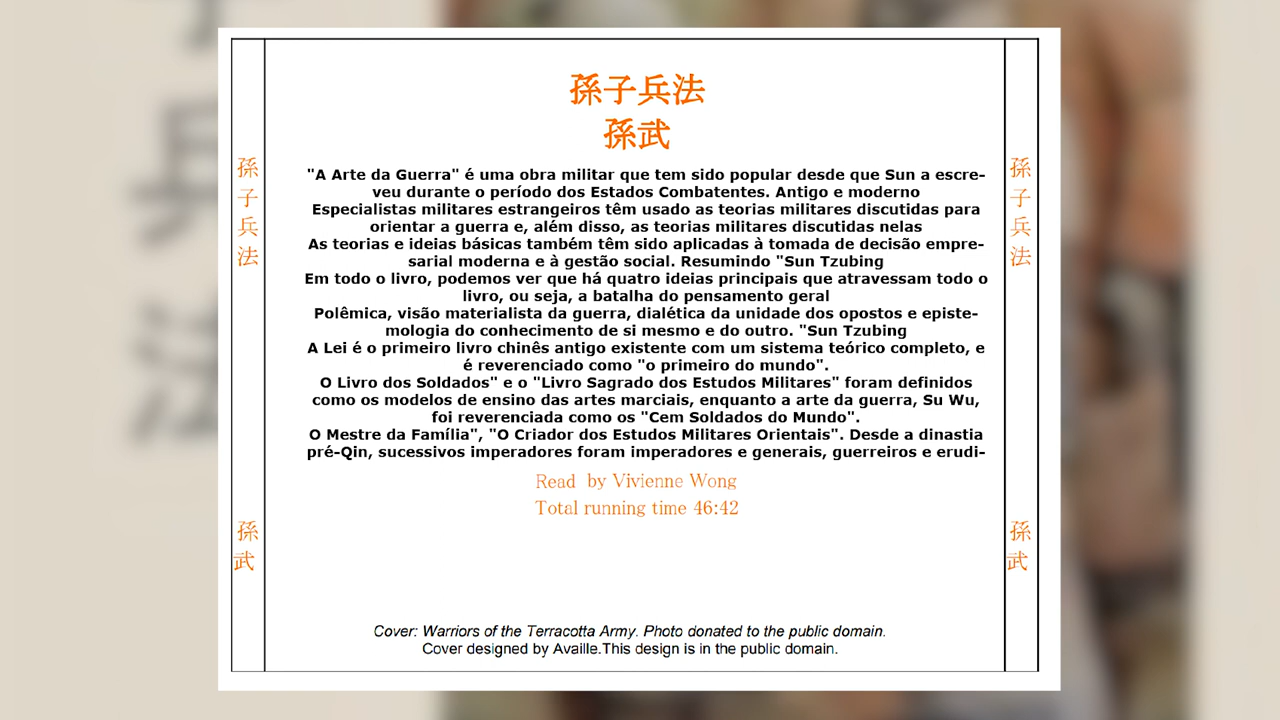 孫子兵法
孫武
"A Arte da Guerra" é uma obra militar que tem sido popular desde que Sun a escre-
veu durante o período dos Estados Combatentes. Antigo e moderno
Especialistas militares estrangeiros têm usado as teorias militares discutidas para
orientar a guerra e, além disso, as teorias militares discutidas nelas
As teorias e ideias básicas também têm sido aplicadas à tomada de decisão empre-
sarial moderna e à gestão social. Resumindo "Sun Tzubing
Em todo o livro, podemos ver que há quatro ideias principais que atravessam todo o
livro, ou seja, a batalha do pensamento geral
Polêmica, visão materialista da guerra, dialética da unidade dos opostos e episte-
mologia do conhecimento de si mesmo e do outro. "Sun Tzubing
A Lei é o primeiro livro chinês antigo existente com um sistema teórico completo, e
é reverenciado como "o primeiro do mundo".
O Livro dos Soldados" e o "Livro Sagrado dos Estudos Militares" foram definidos
como os modelos de ensino das artes marciais, enquanto a arte da guerra, Su Wu,
foi reverenciada como os "Cem Soldados do Mundo".
O Mestre da Família", "O Criador dos Estudos Militares Orientais". Desde a dinastia
pré-Qin, sucessivos imperadores foram imperadores e generais, guerreiros e erudi-
Read by Vivienne Wong
Total running time 46:42
Cover: Warriors of the Terracotta Army. Photo donated to the public domain.
Cover designed by Availle.This design is in the public domain.
孫子兵法
孫武
孫子兵法
孫武
兵
法